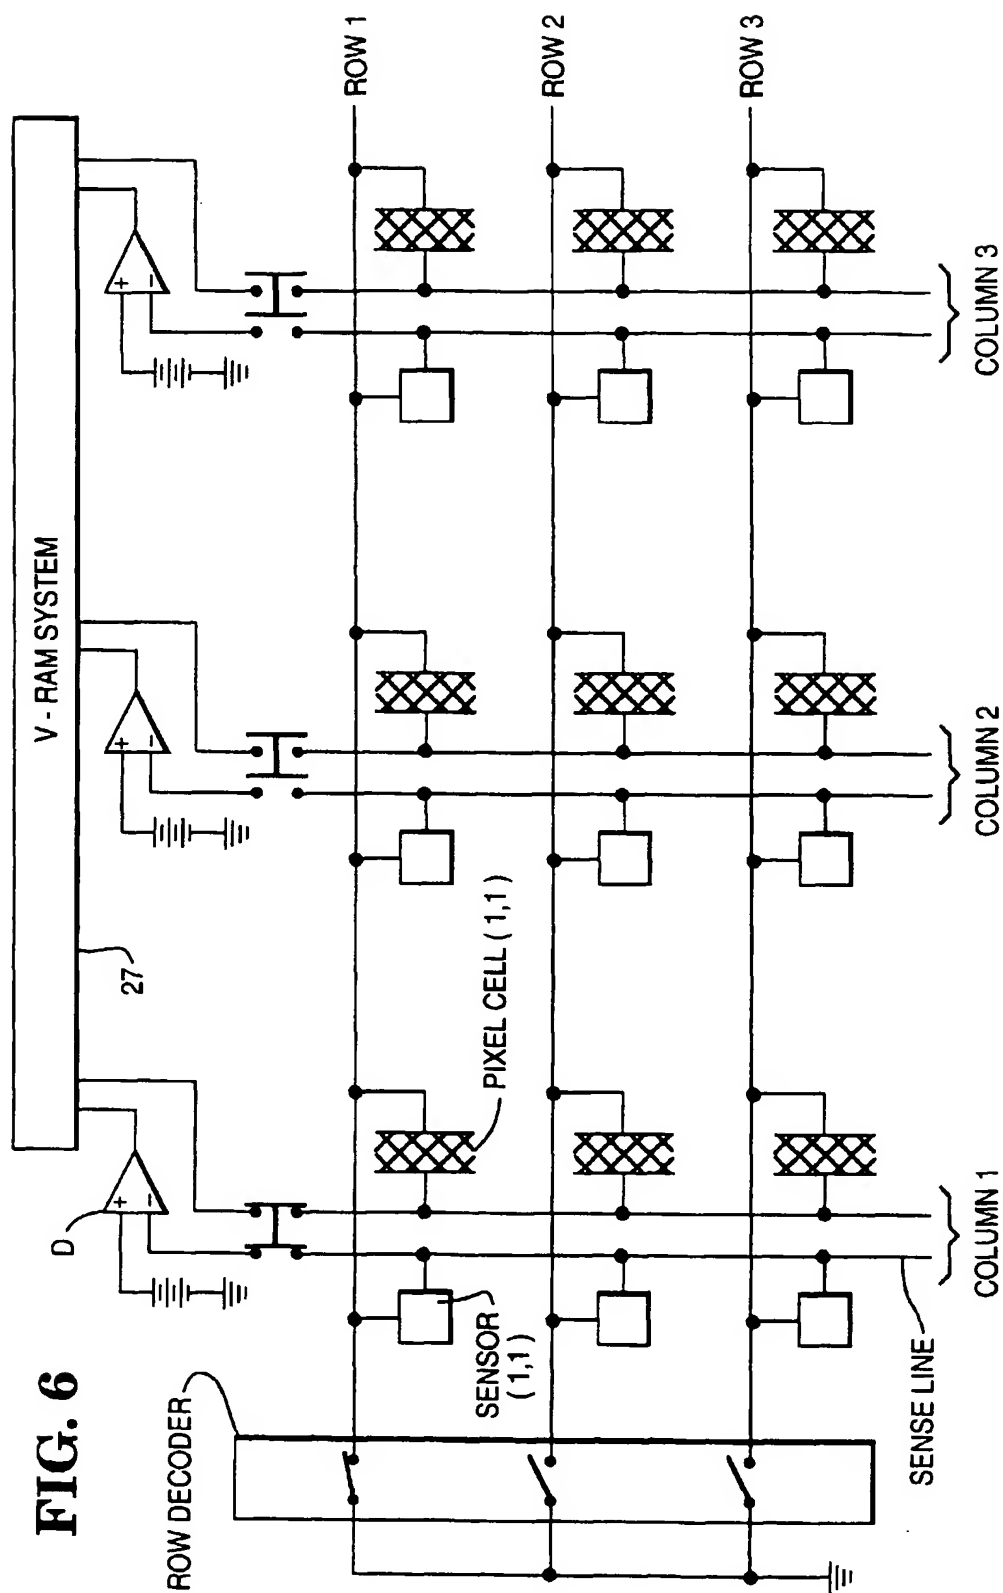 FIG. 6
V - RAM SYSTEM
27
D
+
-
+
-
+
-
ROW DECODER
ROW 1
ROW 2
ROW 3
SENSOR
(1,1)
PIXEL CELL (1,1)
SENSE LINE
COLUMN 1
COLUMN 2
COLUMN 3